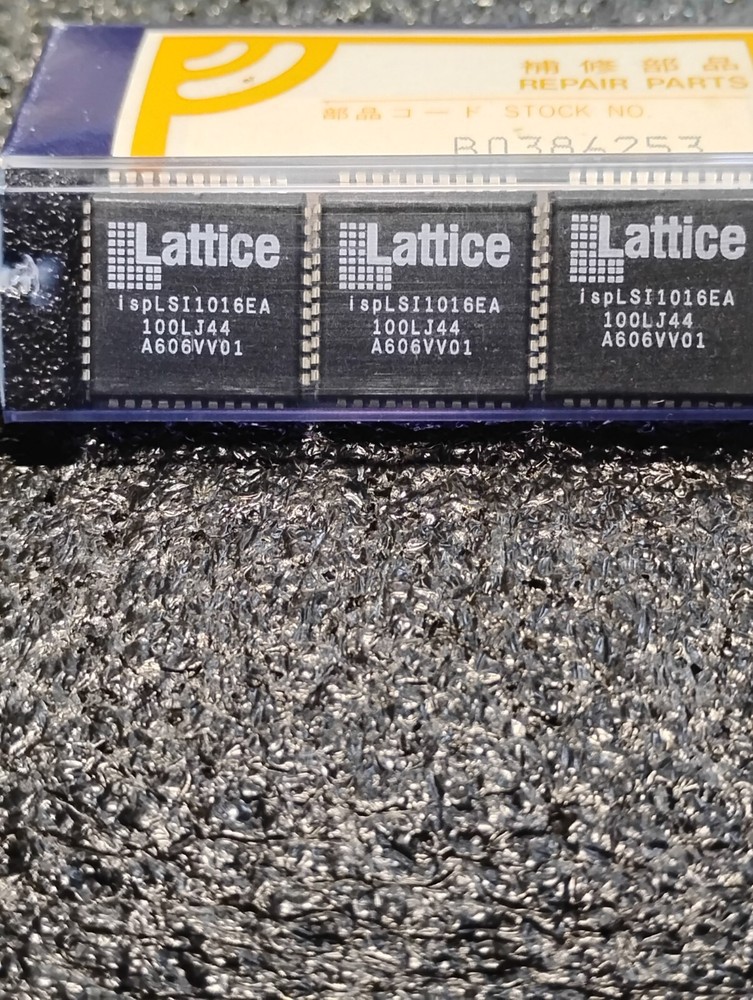 補修部品
REPAIR PARTS
部品コード STOCK NO.
B0386253
Lattice
ispLSI1016EA
100LJ44
A606VV01
Lattice
ispLSI1016EA
100LJ44
A606VV01
Lattice
ispLSI1016EA
100LJ44
A606VV01